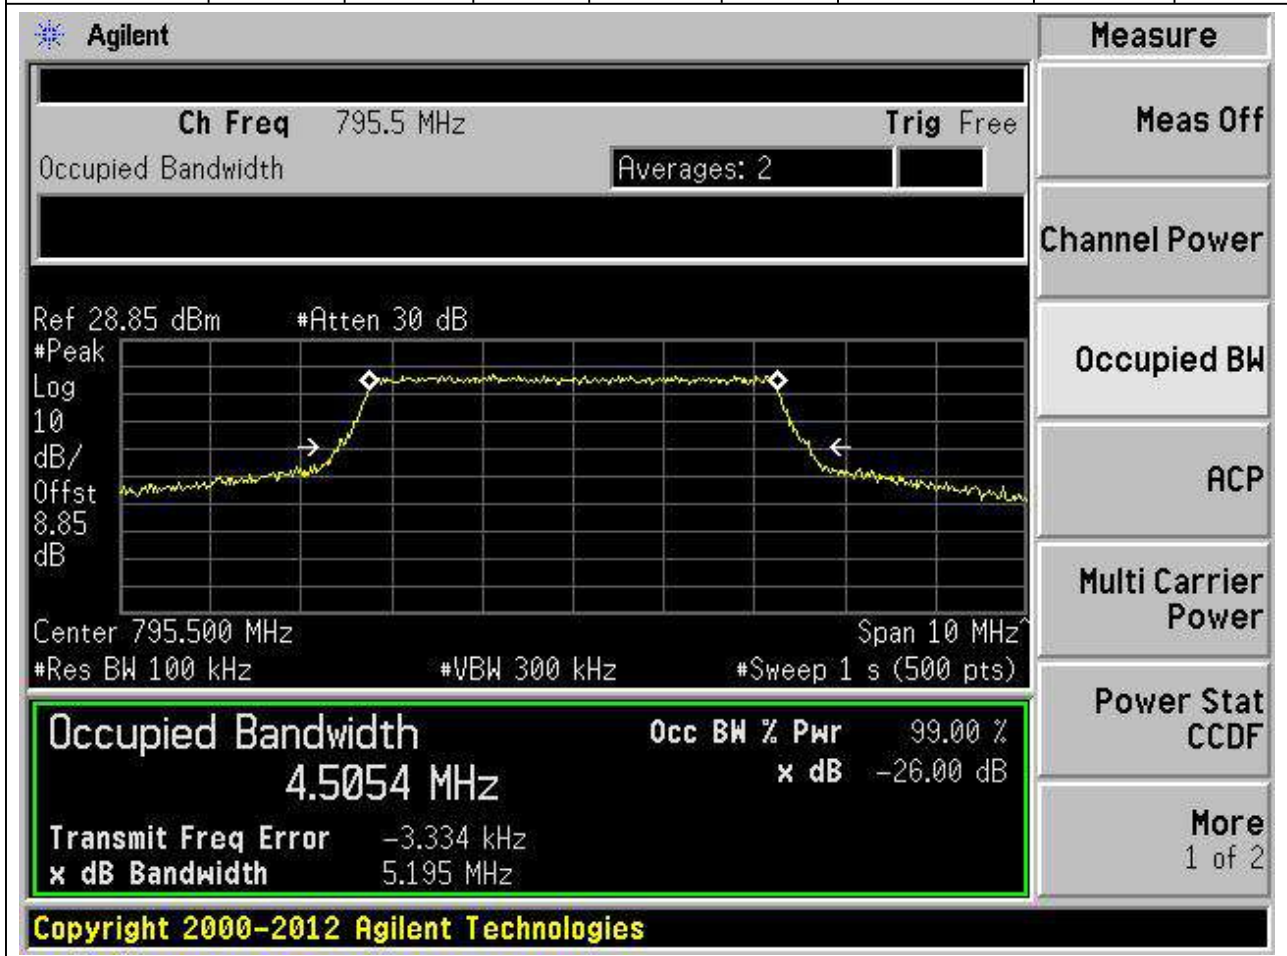 Agilent
Measure
Ch Freq 795.5 MHz Trig Free
Meas Off
Occupied Bandwidth Averages: 2
Channel Power
Ref 28.85 dBm #Atten 30 dB
#Peak
Log
10
dB/
Offst
8.85
dB
Occupied BW
ACP
Multi Carrier
Power
Center 795.500 MHz Span 10 MHz^
#Res BW 100 kHz #VBW 300 kHz #Sweep 1 s (500 pts)
Power Stat
CCDF
Occupied Bandwidth Occ BW % Pwr 99.00 %
4.5054 MHz x dB -26.00 dB
Transmit Freq Error -3.334 kHz
x dB Bandwidth 5.195 MHz
More
1 of 2
Copyright 2000-2012 Agilent Technologies